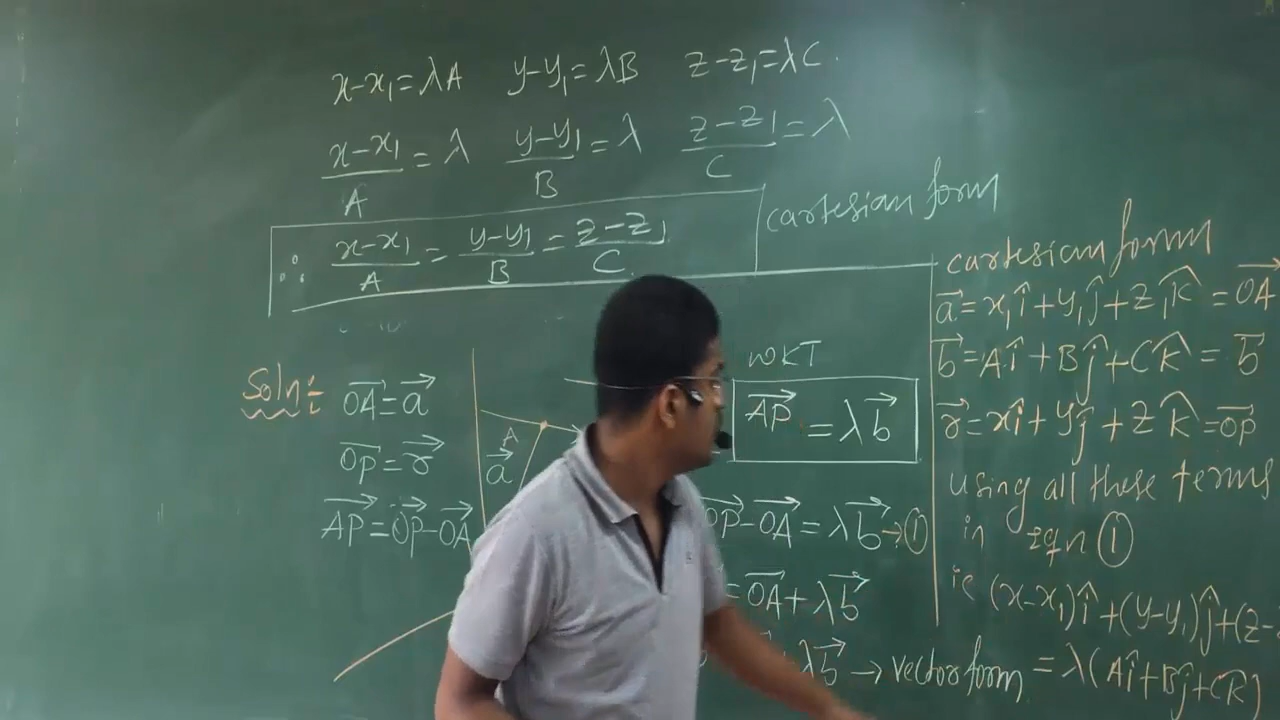 x-x₁=λA y-y₁=λB z-z₁=λC.
x-x₁/A=λ y-y₁/B=λ z-z₁/C=λ
∴ x-x₁/A = y-y₁/B = z-z₁/C. cartesian form
Soln:
OA=a
OP=r
AP=OP-OA
A
a
WKT
AP=λb
OP-OA=λb→①
=OA+λb
λb→vector form
cartesian form
a=x₁î+y₁ĵ+z₁k̂=OA
b=Aî+Bĵ+Ck̂=b
r=xî+yĵ+zk̂=OP
using all these terms
in Eqn ①
ie (x-x₁)î+(y-y₁)ĵ+(z-
=λ(Aî+Bĵ+Ck̂)